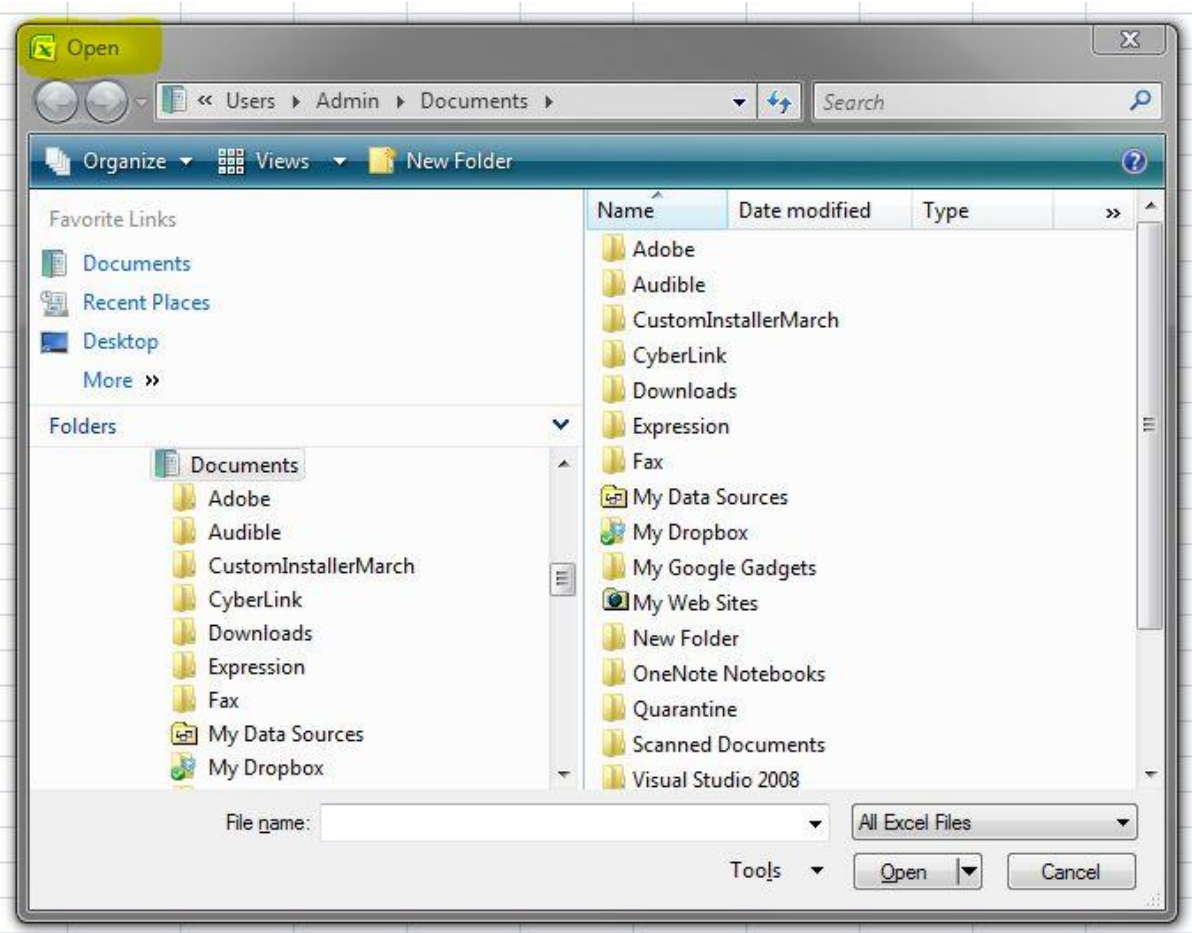 Open
« Users Admin Documents
Search
Organize Views New Folder
Favorite Links
Documents
Recent Places
Desktop
More »
Folders
Documents
Adobe
Audible
CustomInstallerMarch
CyberLink
Downloads
Expression
Fax
My Data Sources
My Dropbox
Name Date modified Type »
Adobe
Audible
CustomInstallerMarch
CyberLink
Downloads
Expression
Fax
My Data Sources
My Dropbox
My Google Gadgets
My Web Sites
New Folder
OneNote Notebooks
Quarantine
Scanned Documents
Visual Studio 2008
File name: All Excel Files
Tools Open Cancel